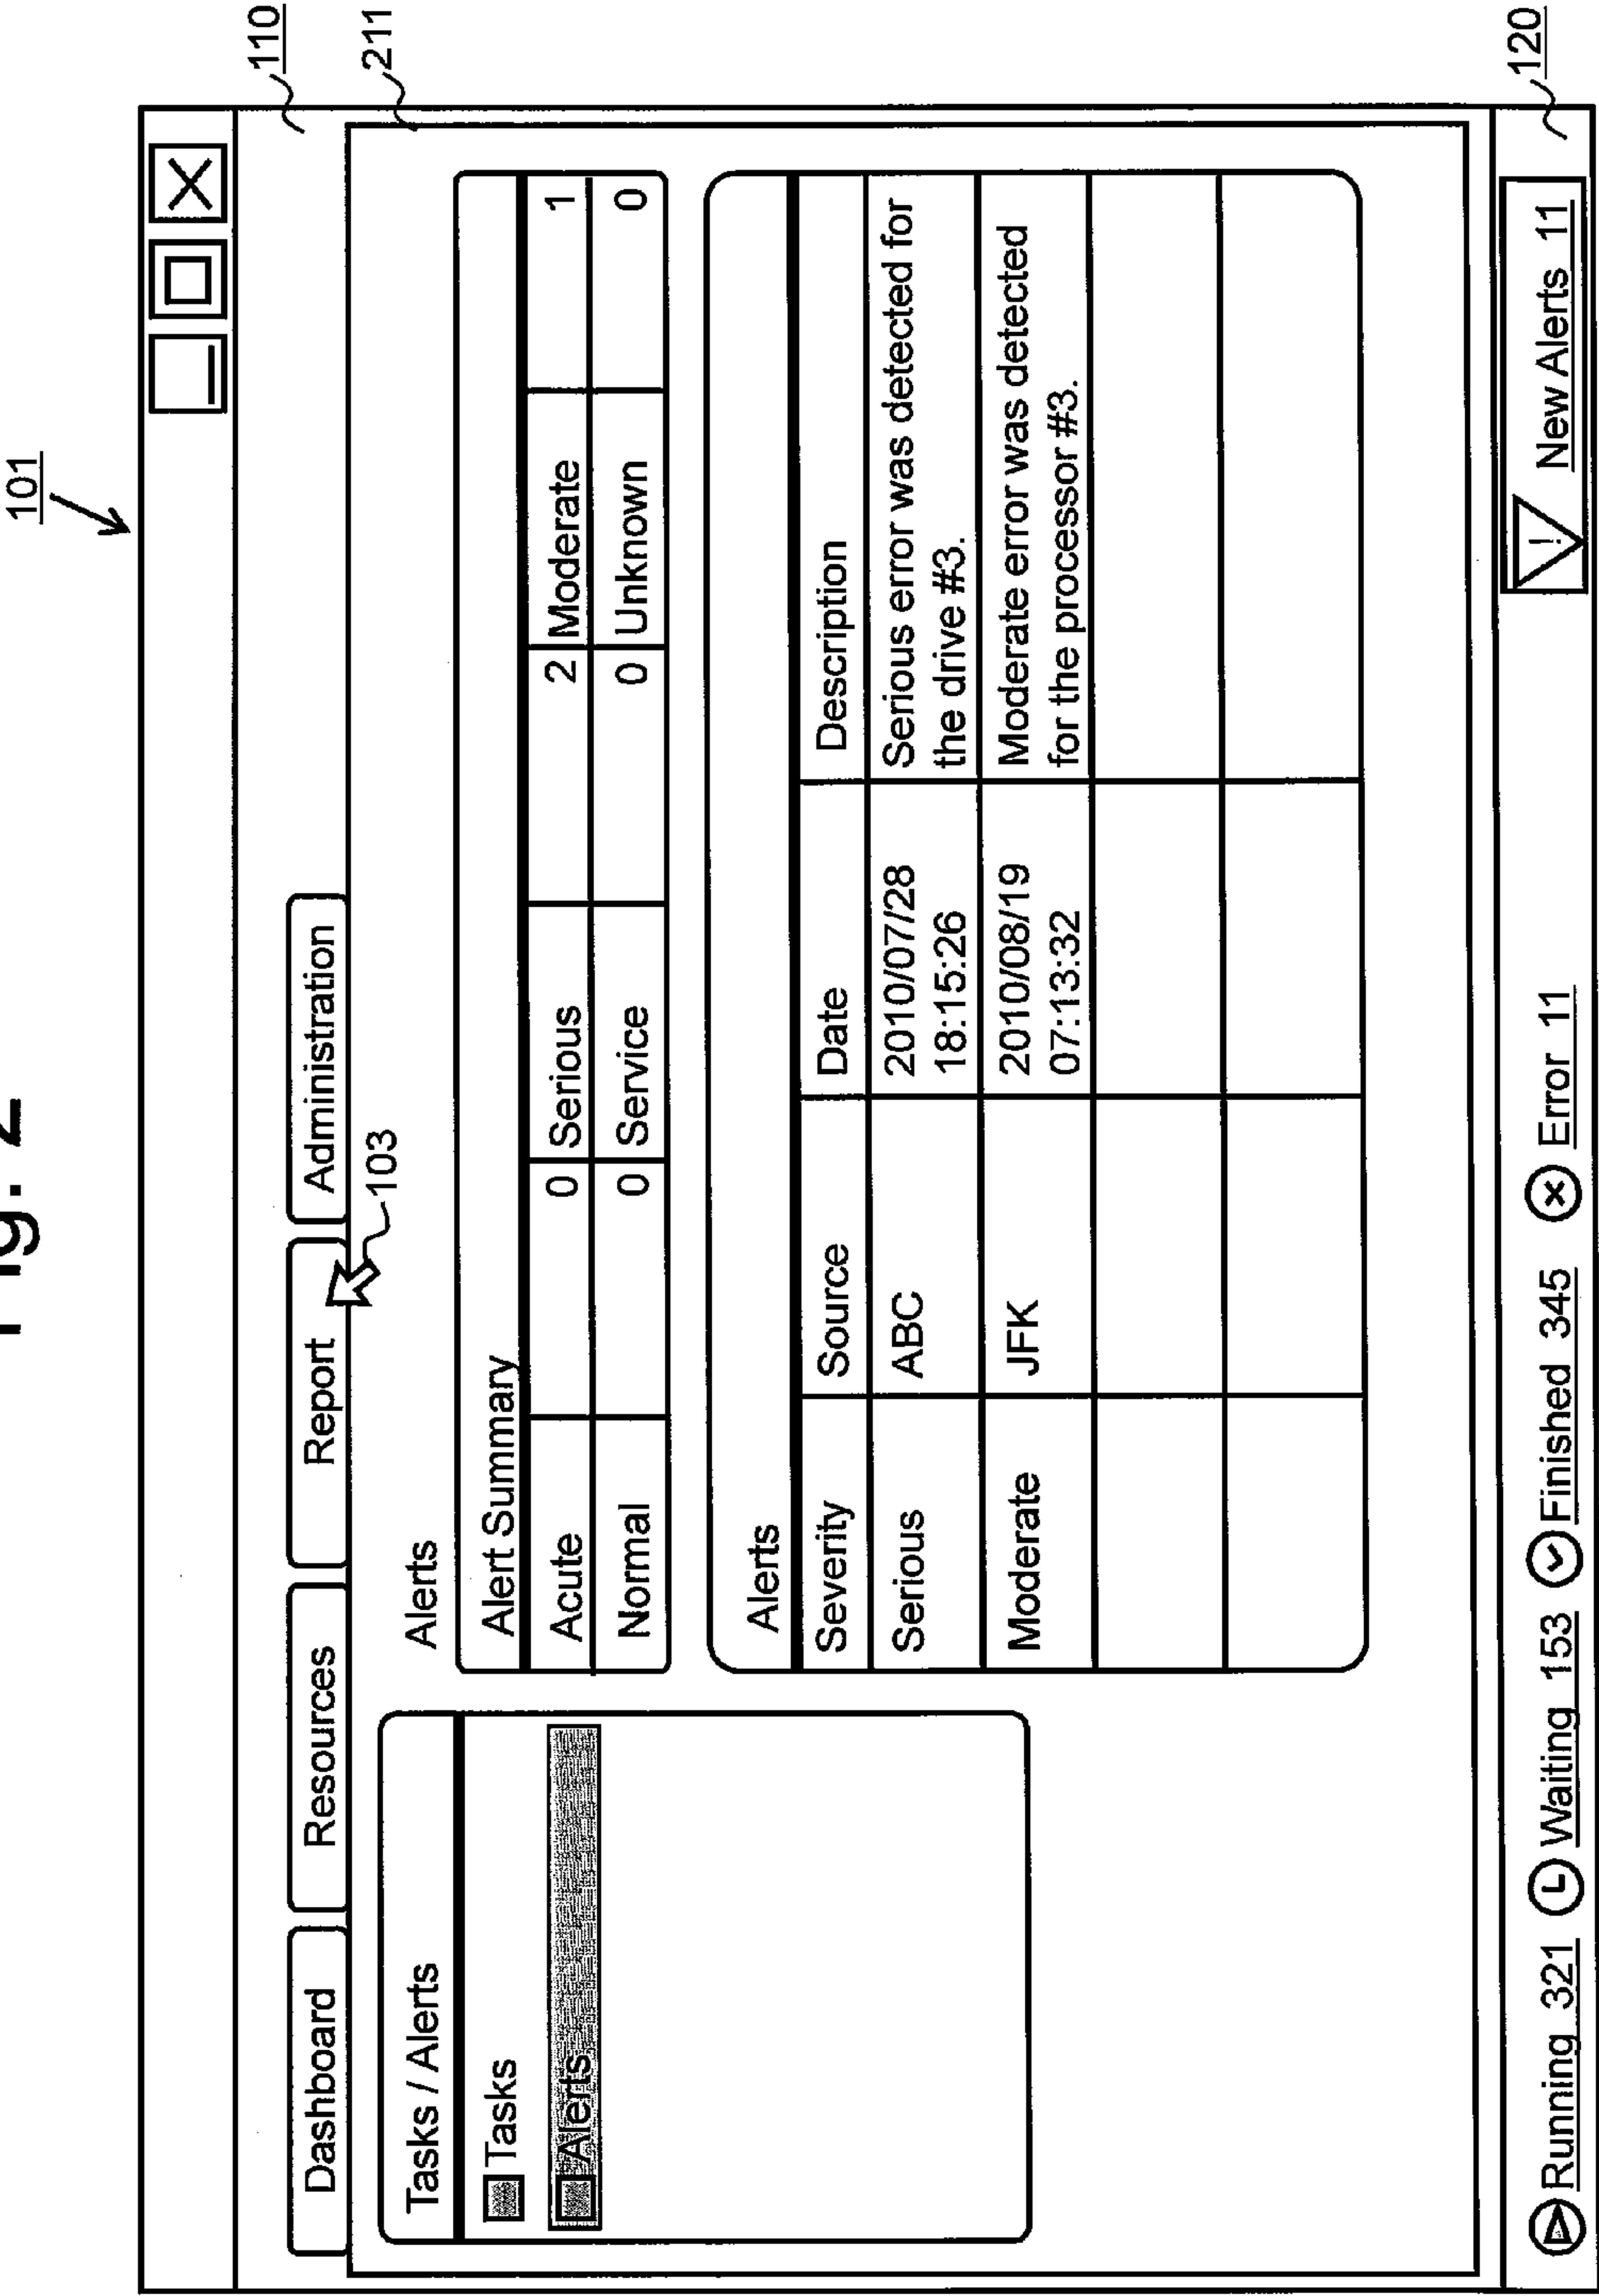 Fig. 2
101
110
211
Dashboard
Resources
Report
Administration
103
Tasks / Alerts
Tasks
Alerts
Alerts
Alert Summary
Acute 0 Serious 2 Moderate 1
Normal 0 Service 0 Unknown 0
Alerts
Severity Source Date Description
Serious ABC 2010/07/28 Serious error was detected for
18:15:26 the drive #3.
Moderate JFK 2010/08/19 Moderate error was detected
07:13:32 for the processor #3.
Running 321 Waiting 153 Finished 345 Error 11 ! New Alerts 11
120